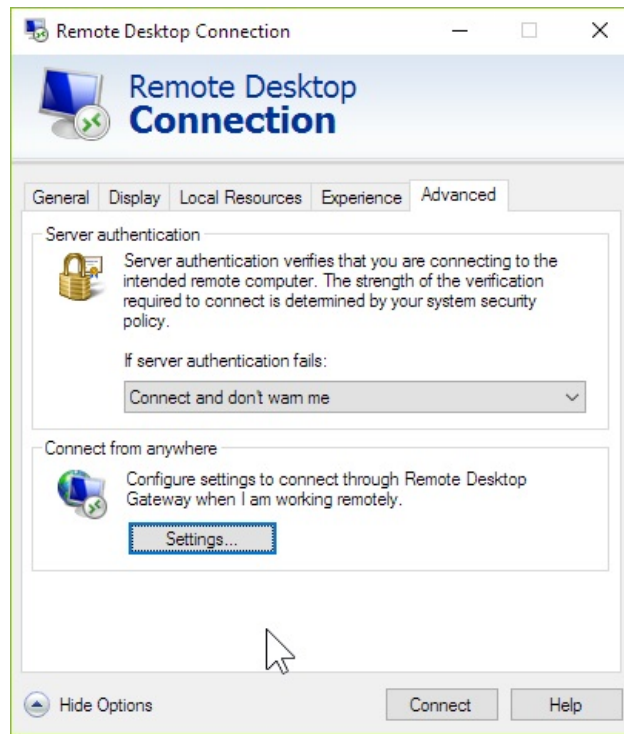 Remote Desktop Connection
Remote Desktop
Connection
General Display Local Resources Experience Advanced
Server authentication
Server authentication verifies that you are connecting to the
intended remote computer. The strength of the verification
required to connect is determined by your system security
policy.
If server authentication fails:
Connect and don't warn me
Connect from anywhere
Configure settings to connect through Remote Desktop
Gateway when I am working remotely.
Settings...
Hide Options Connect Help